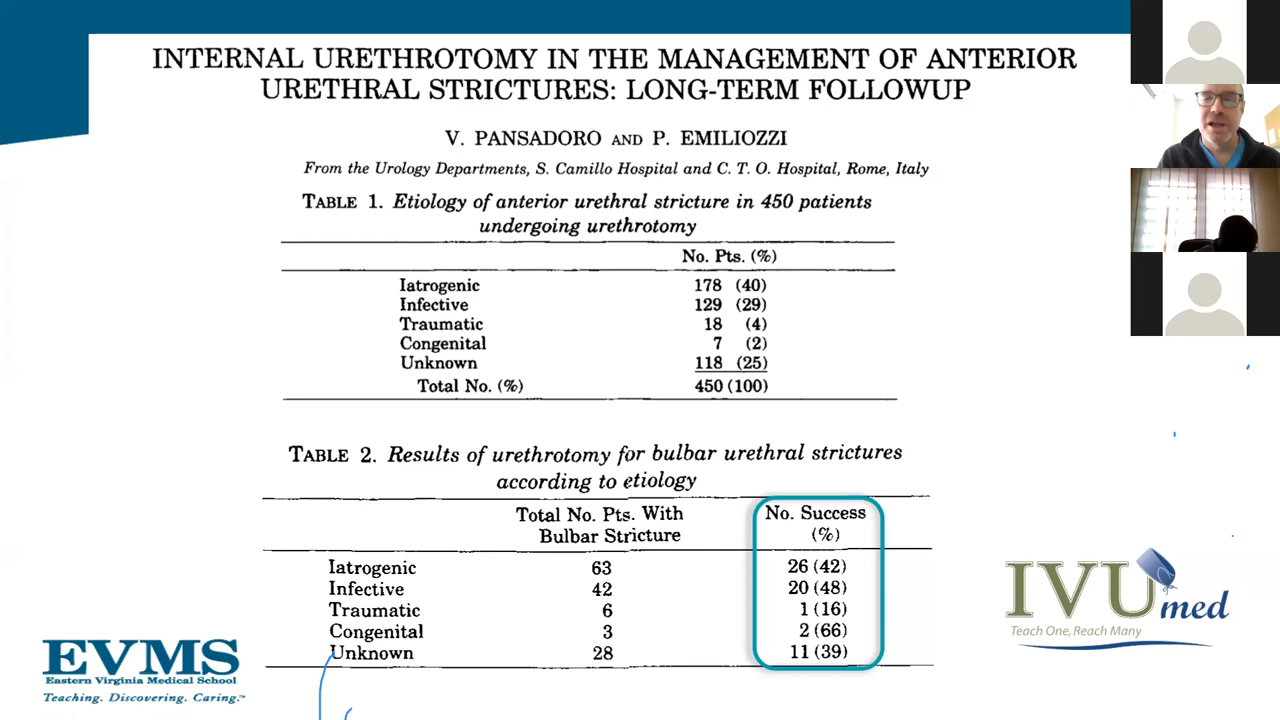 INTERNAL URETHROTOMY IN THE MANAGEMENT OF ANTERIOR
URETHRAL STRICTURES: LONG-TERM FOLLOWUP
V. PANSADORO AND P. EMILIOZZI
From the Urology Departments, S. Camillo Hospital and C. T. O. Hospital, Rome, Italy
TABLE 1. Etiology of anterior urethral stricture in 450 patients
undergoing urethrotomy
No. Pts. (%)
Iatrogenic 178 (40)
Infective 129 (29)
Traumatic 18 (4)
Congenital 7 (2)
Unknown 118 (25)
Total No. (%) 450 (100)
TABLE 2. Results of urethrotomy for bulbar urethral strictures
according to etiology
Total No. Pts. With No. Success
Bulbar Stricture (%)
Iatrogenic 63 26 (42)
Infective 42 20 (48)
Traumatic 6 1 (16)
Congenital 3 2 (66)
Unknown 28 11 (39)
EVMS
Eastern Virginia Medical School
Teaching. Discovering. Caring.™
IVUmed
Teach One, Reach Many